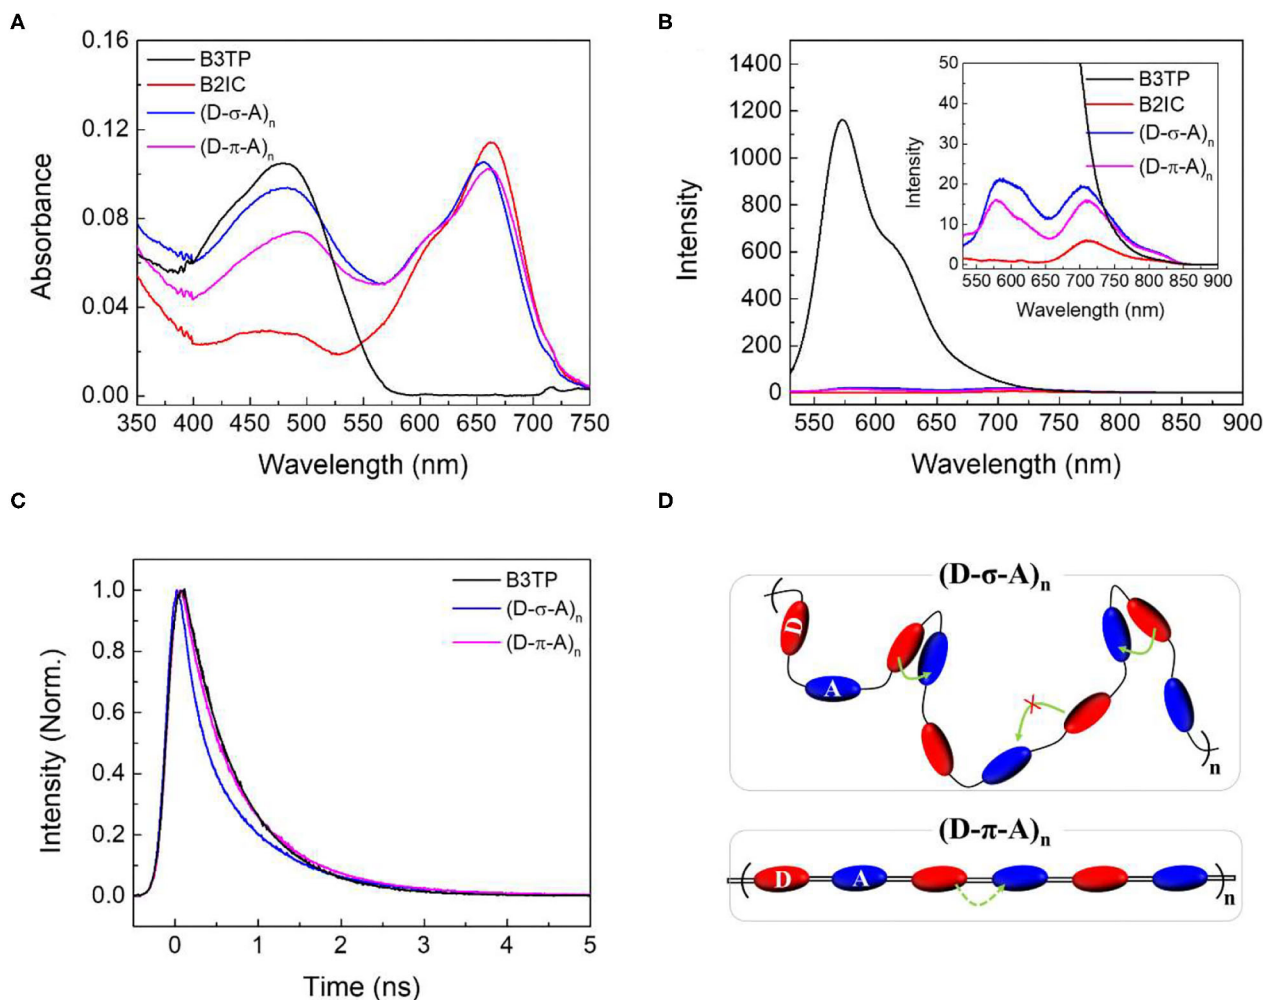 A
0.16
0.12
0.08
0.04
0.00
Absorbance
B3TP
B2IC
(D-σ-A)n
(D-π-A)n
350 400 450 500 550 600 650 700 750
Wavelength (nm)
B
1400
1200
1000
800
600
400
200
0
Intensity
550 600 650 700 750 800 850 900
Wavelength (nm)
50
40
30
20
10
0
Intensity
B3TP
B2IC
(D-σ-A)n
(D-π-A)n
550 600 650 700 750 800 850 900
Wavelength (nm)
C
1.0
0.8
0.6
0.4
0.2
0.0
Intensity (Norm.)
B3TP
(D-σ-A)n
(D-π-A)n
0 1 2 3 4 5
Time (ns)
D
(D-σ-A)n
D
A
n
(D-π-A)n
D A
n